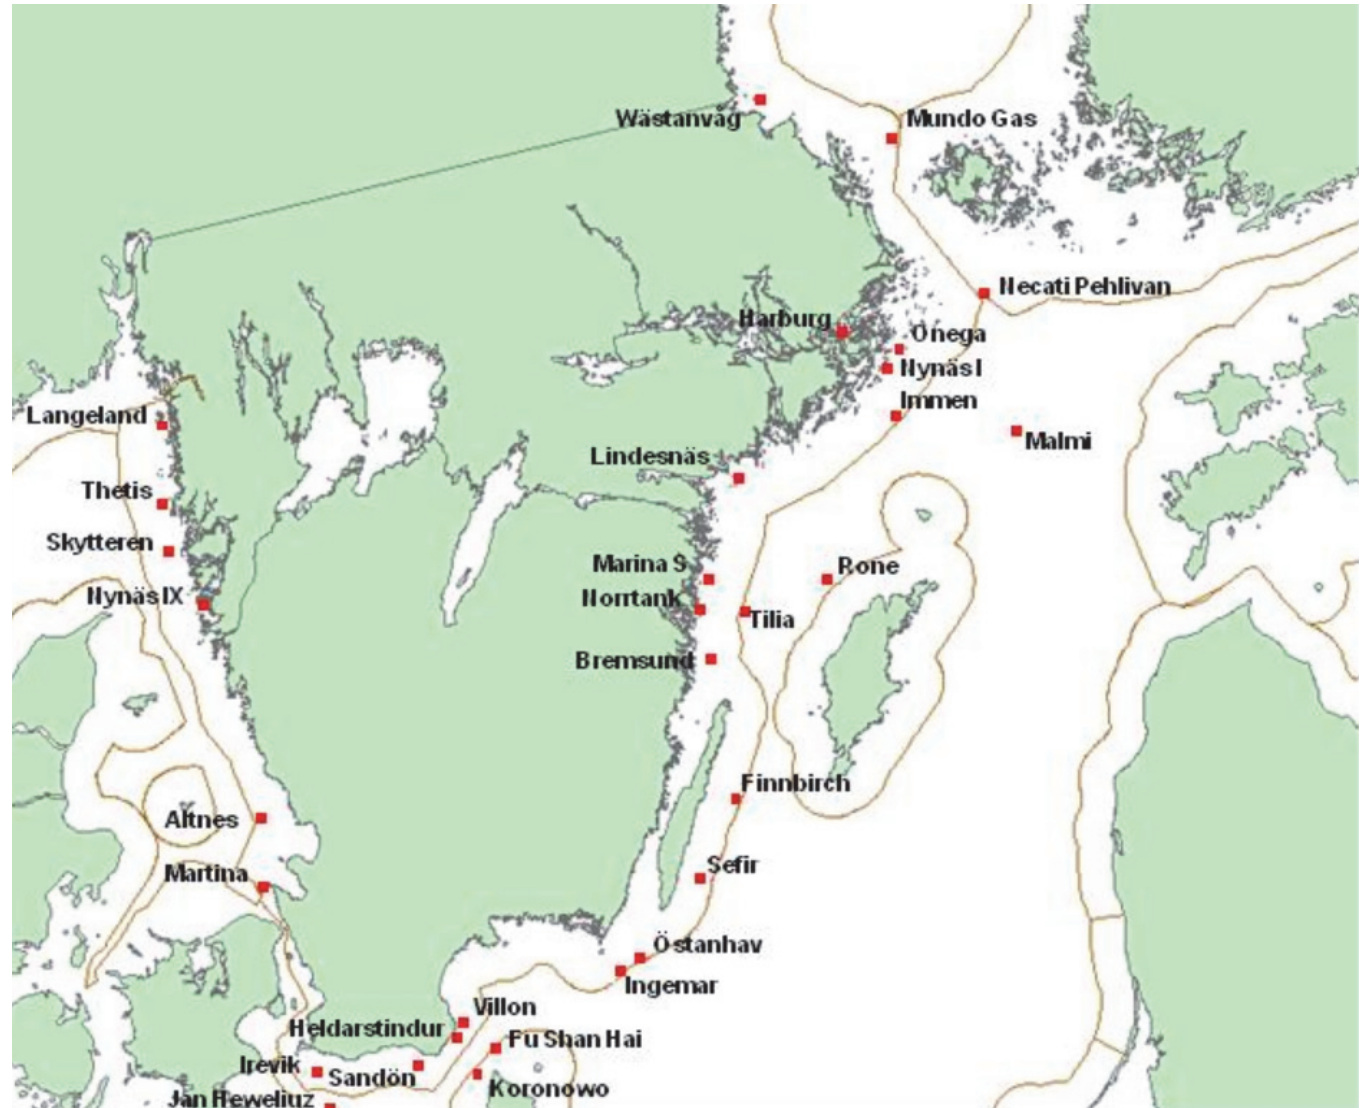 Wästanvåg
Mundo Gas
Necati Pehlivan
Harburg
Onega
Nynäs I
Immen
Langeland
Malmi
Lindesnäs
Thetis
Skytteren
Marina S
Rone
Nynäs IX
Norrtank
Tilia
Bremsund
Finnbirch
Altnes
Sefir
Martina
Östanhav
Ingemar
Villon
Heldarstindur
Fu Shan Hai
Irevik
Sandön
Koronowo
Jan Heweliuz